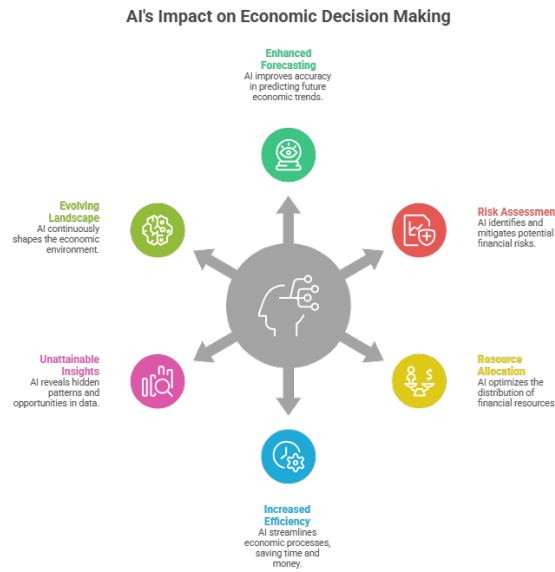 AI's Impact on Economic Decision Making
Enhanced
Forecasting
AI improves accuracy
in predicting future
economic trends.
Evolving
Landscape
AI continuously
shapes the economic
environment.
Risk Assessmen
AI identifies and
mitigates potential
financial risks.
Unattainable
Insights
AI reveals hidden
patterns and
opportunities in data.
Resource
Allocation
AI optimizes the
distribution of
financial resources
$
Increased
Efficiency
AI streamlines
economic processes,
saving time and
money.